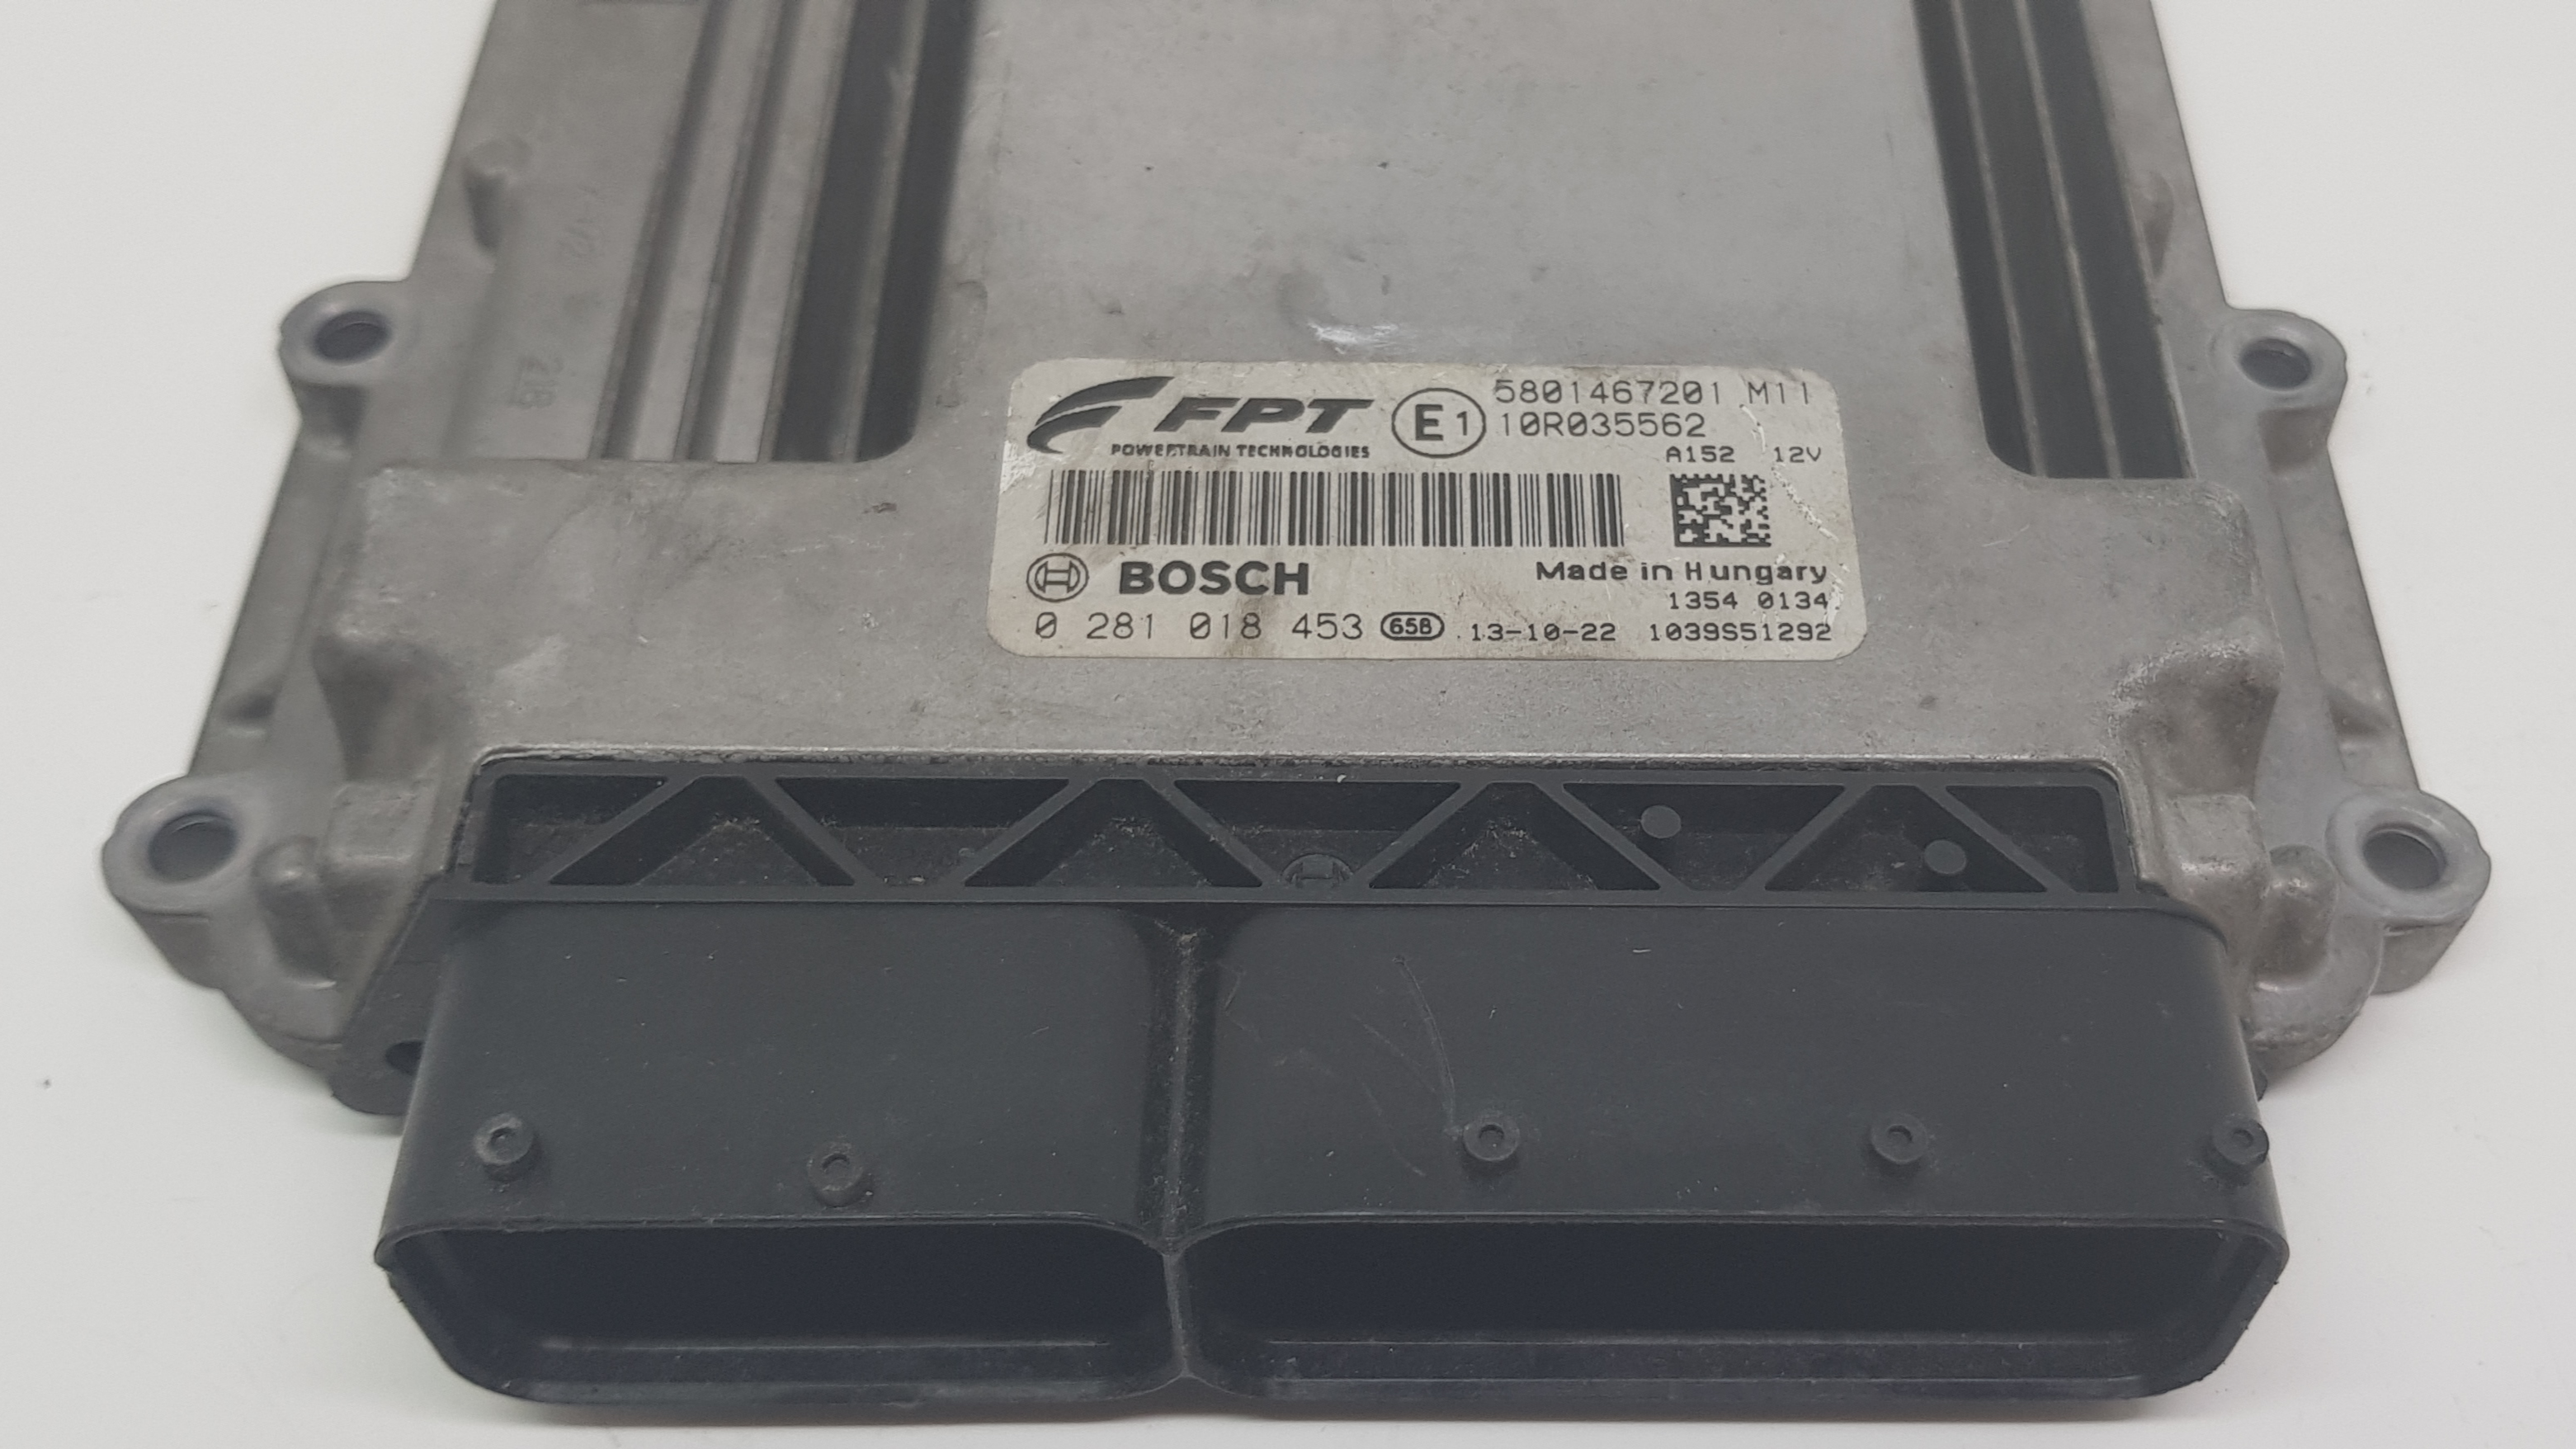 FPT
POWERTRAIN TECHNOLOGIES
E1
5801467201 M11
10R035562
A152 12V
BOSCH
Made in Hungary
1354 0134
0 281 018 453 65B 13-10-22 1039S51292